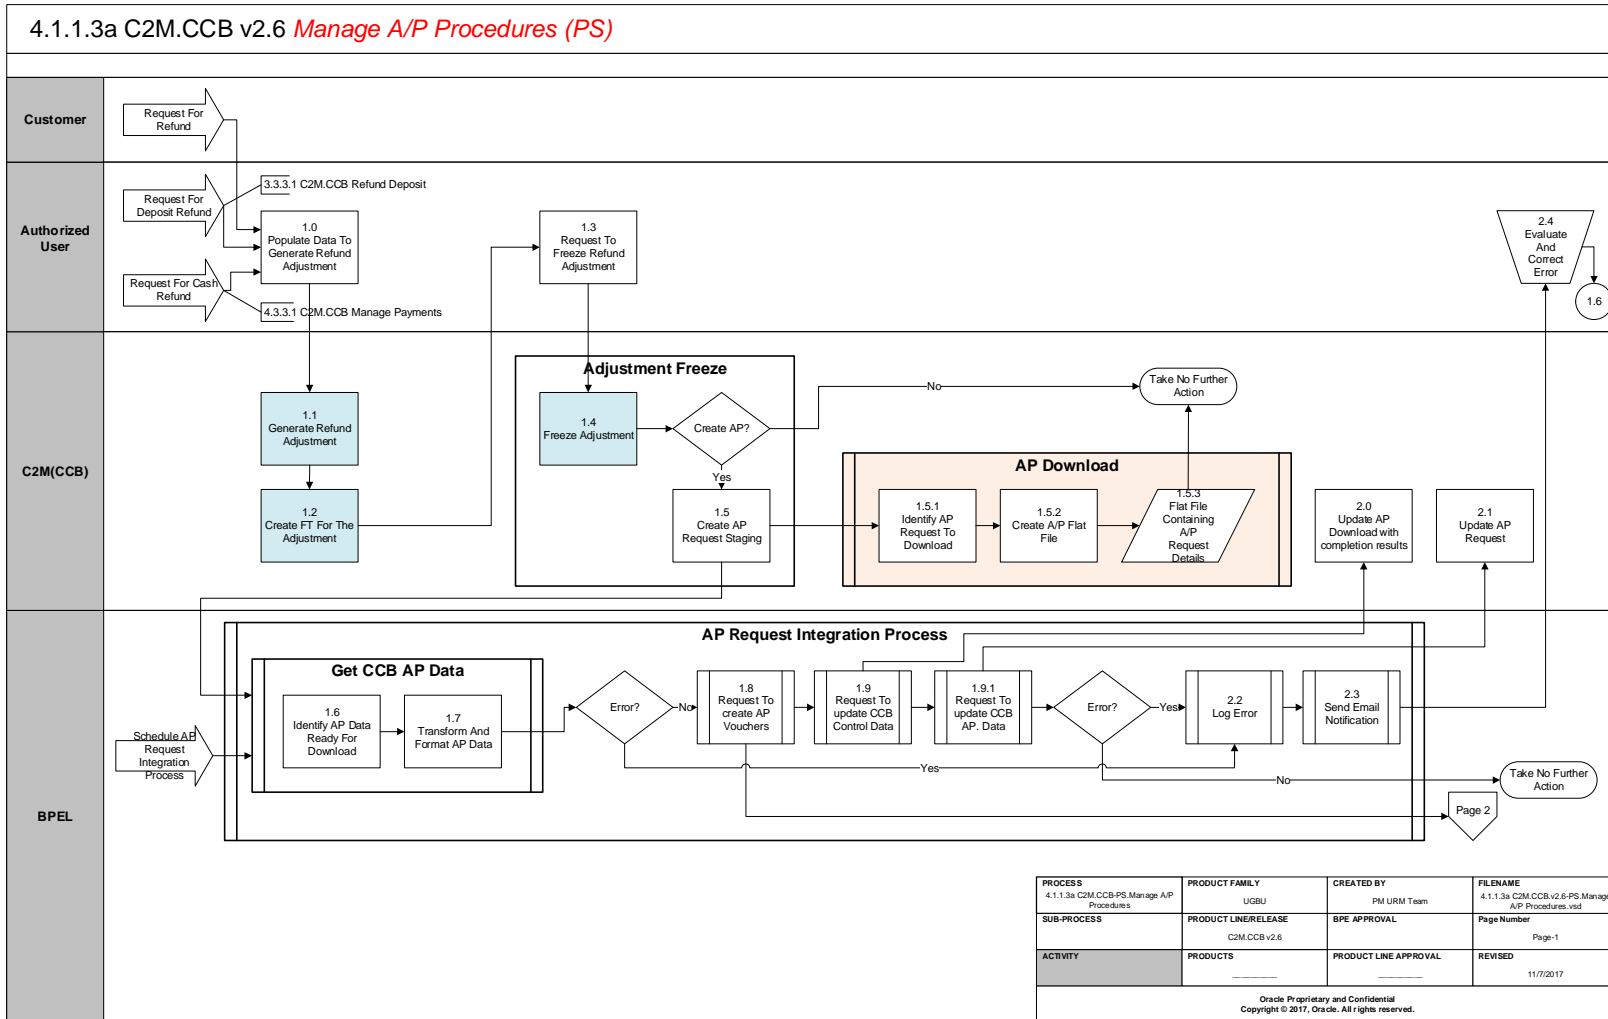 4.1.1.3a C2M.CCB v2.6 Manage A/P Procedures (PS)
Customer
Request For
Refund
Authorized
User
Request For
Deposit Refund
3.3.3.1 C2M.CCB Refund Deposit
1.0
Populate Data To
Generate Refund
Adjustment
Request For Cash
Refund
4.3.3.1 C2M.CCB Manage Payments
1.3
Request To
Freeze Refund
Adjustment
2.4
Evaluate
And
Correct
Error
1.6
C2M(CCB)
1.1
Generate Refund
Adjustment
1.2
Create FT For The
Adjustment
Adjustment Freeze
1.4
Freeze Adjustment
Create AP?
No
Yes
Take No Further
Action
1.5
Create AP
Request Staging
AP Download
1.5.1
Identify AP
Request To
Download
1.5.2
Create A/P Flat
File
1.5.3
Flat File
Containing
A/P
Request
Details
2.0
Update AP
Download with
completion results
2.1
Update AP
Request
BPEL
AP Request Integration Process
Schedule AP
Request
Integration
Process
Get CCB AP Data
1.6
Identify AP Data
Ready For
Download
1.7
Transform And
Format AP Data
Error?
No
Yes
1.8
Request To
create AP
Vouchers
1.9
Request To
update CCB
Control Data
1.9.1
Request To
update CCB
AP. Data
Error?
Yes
No
2.2
Log Error
2.3
Send Email
Notification
Take No Further
Action
Page 2
PROCESS
4.1.1.3a C2M.CCB-PS.Manage A/P
Procedures
PRODUCT FAMILY
UGBU
CREATED BY
PM URM Team
FILENAME
4.1.1.3a C2M.CCB.v2.6-PS.Manage
A/P Procedures.vsd
SUB-PROCESS
PRODUCT LINE/RELEASE
C2M.CCB v2.6
BPE APPROVAL
Page Number
Page-1
ACTIVITY
PRODUCTS
PRODUCT LINE APPROVAL
REVISED
11/7/2017
Oracle Proprietary and Confidential
Copyright © 2017, Oracle. All rights reserved.